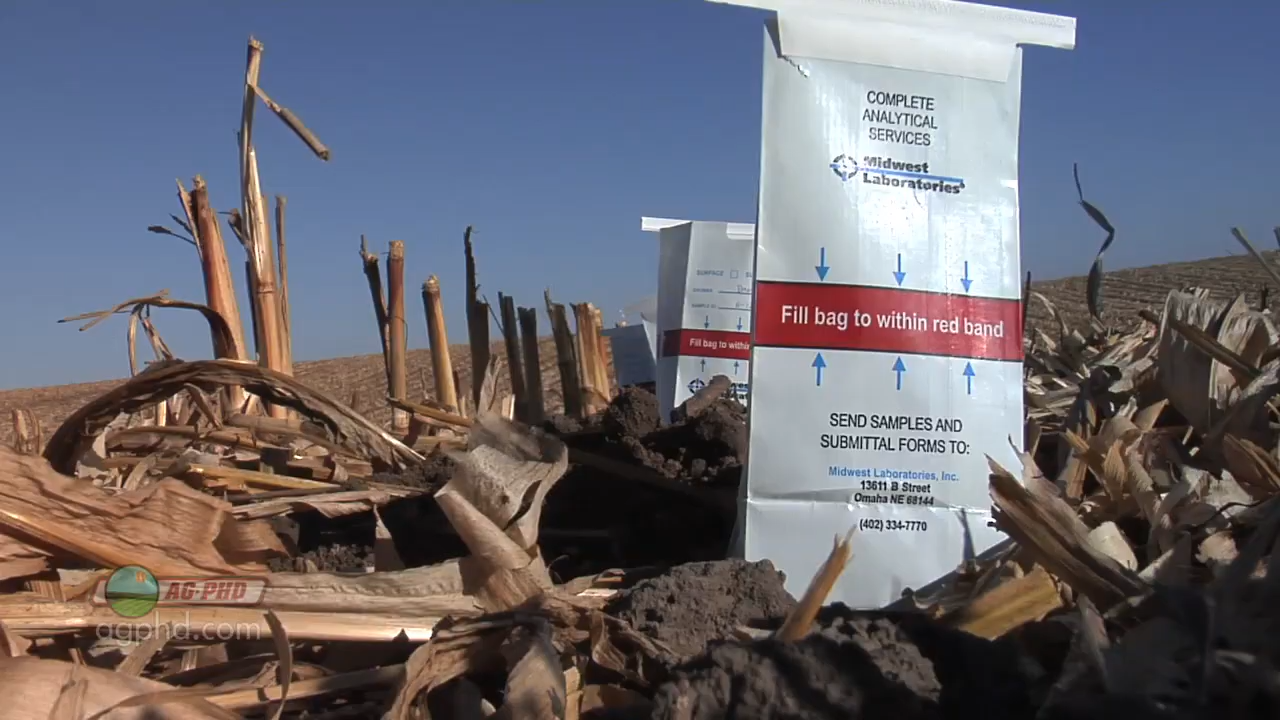 COMPLETE
ANALYTICAL
SERVICES
Midwest
Laboratories
Fill bag to within red band
SEND SAMPLES AND
SUBMITTAL FORMS TO:
Midwest Laboratories, Inc.
13611 B Street
Omaha NE 68144
(402) 334-7770
SURFACE
Fill bag to within
AG PHD
agphd.com